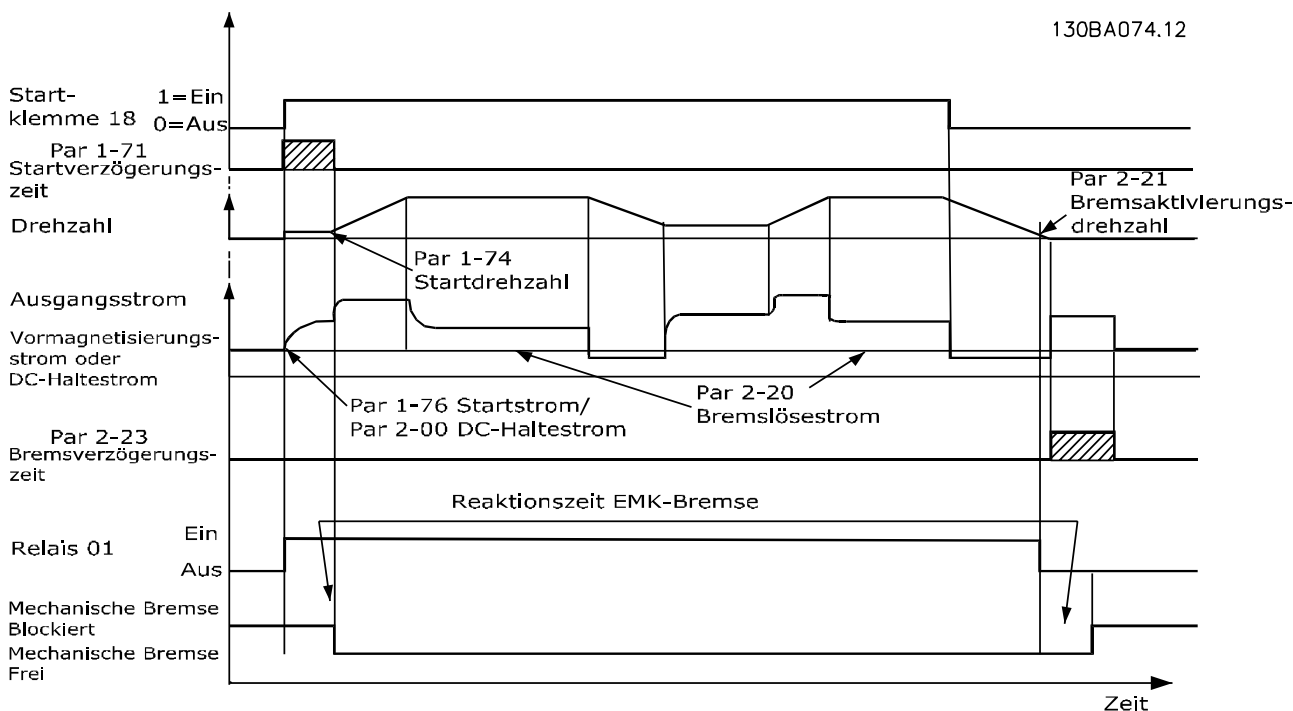 130BA074.12
Start-
klemme 18
1=Ein
0=Aus
Par 1-71
Startverzögerungs-
zeit
Par 2-21
Bremsaktivierungs-
drehzahl
Drehzahl
Par 1-74
Startdrehzahl
Ausgangsstrom
Vormagnetisierungs-
strom oder
DC-Haltestrom
Par 1-76 Startstrom/
Par 2-00 DC-Haltestrom
Par 2-20
Bremslösestrom
Par 2-23
Bremsverzögerungs-
zeit
Reaktionszeit EMK-Bremse
Relais 01
Ein
Aus
Mechanische Bremse
Blockiert
Mechanische Bremse
Frei
Zeit